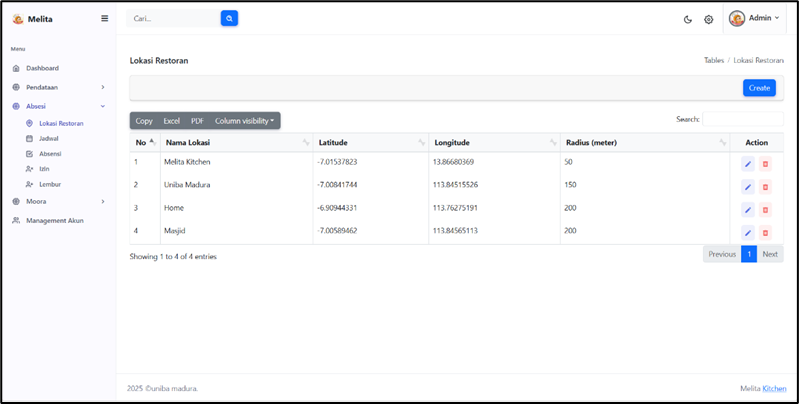 Melita
Cari...
Admin
Menu
Dashboard
Pendataan
Absesi
Lokasi Restoran
Jadwal
Absensi
Izin
Lembur
Moora
Management Akun
Lokasi Restoran
Tables / Lokasi Restoran
Create
Copy Excel PDF Column visibility
Search:
No Nama Lokasi Latitude Longitude Radius (meter) Action
1 Melita Kitchen -7.01537823 13.86680369 50
2 Uniba Madura -7.00841744 113.84515526 150
3 Home -6.90944331 113.76275191 200
4 Masjid -7.00589462 113.84565113 200
Showing 1 to 4 of 4 entries
Previous 1 Next
2025 ©uniba madura.
Melita Kitchen